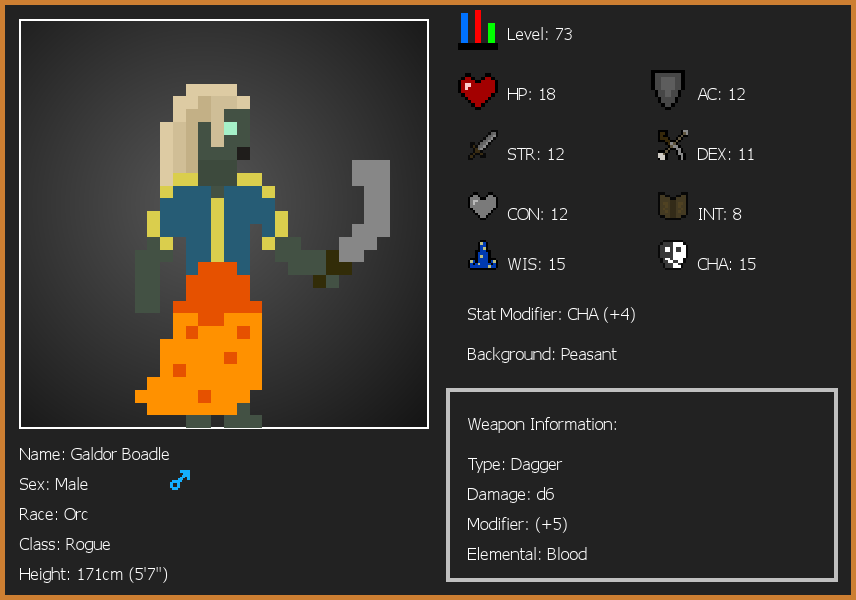 Level: 73
HP: 18
AC: 12
STR: 12
DEX: 11
CON: 12
INT: 8
WIS: 15
CHA: 15
Stat Modifier: CHA (+4)
Background: Peasant
Weapon Information:
Type: Dagger
Damage: d6
Modifier: (+5)
Elemental: Blood
Name: Galdor Boadle
Sex: Male
Race: Orc
Class: Rogue
Height: 171cm (5'7")